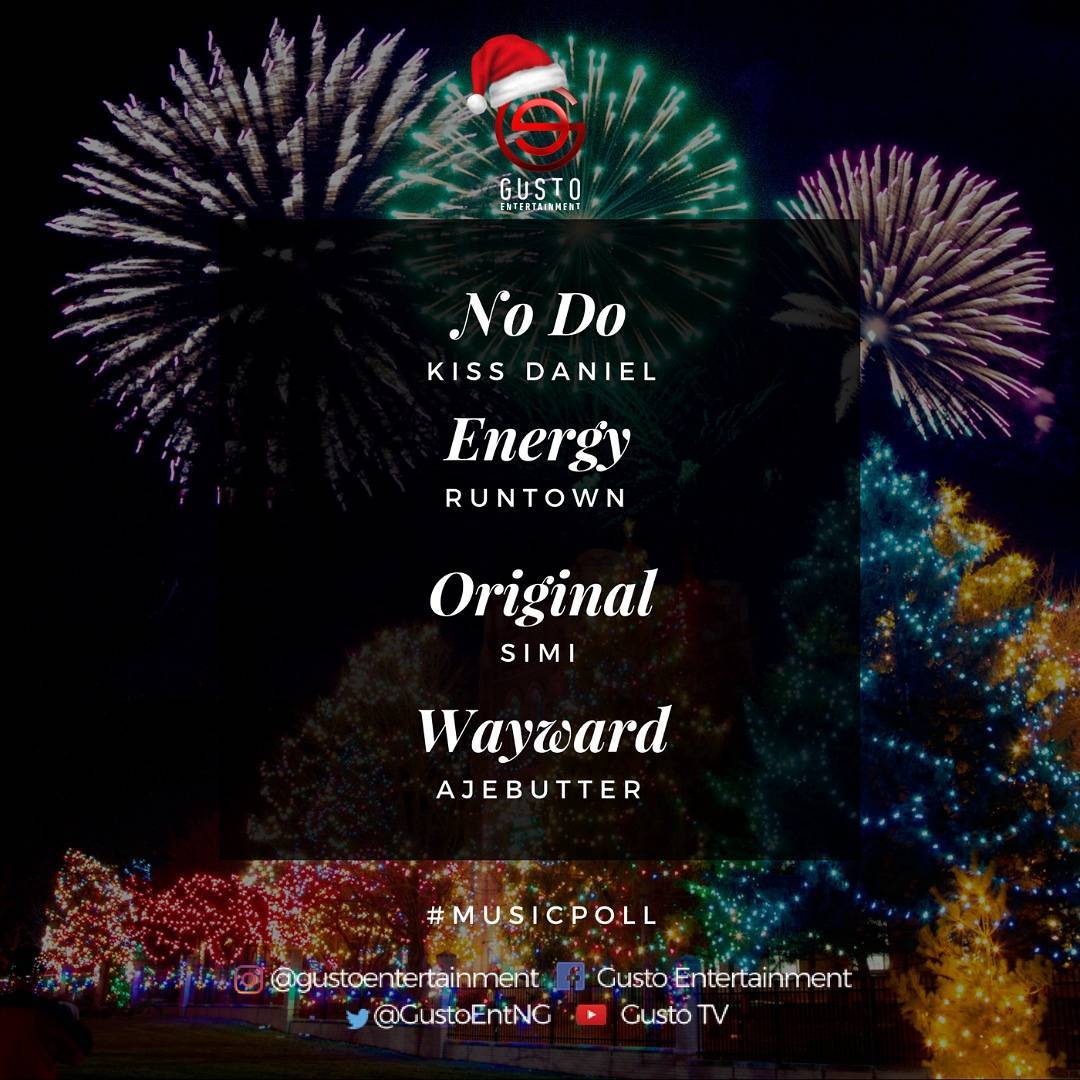 GUSTO
ENTERTAINMENT
No Do
KISS DANIEL
Energy
RUNTOWN
Original
SIMI
Wayward
AJEBUTTER
#MUSICPOLL
@gustoentertainment Gusto Entertainment
@GustoEntNG Gusto TV